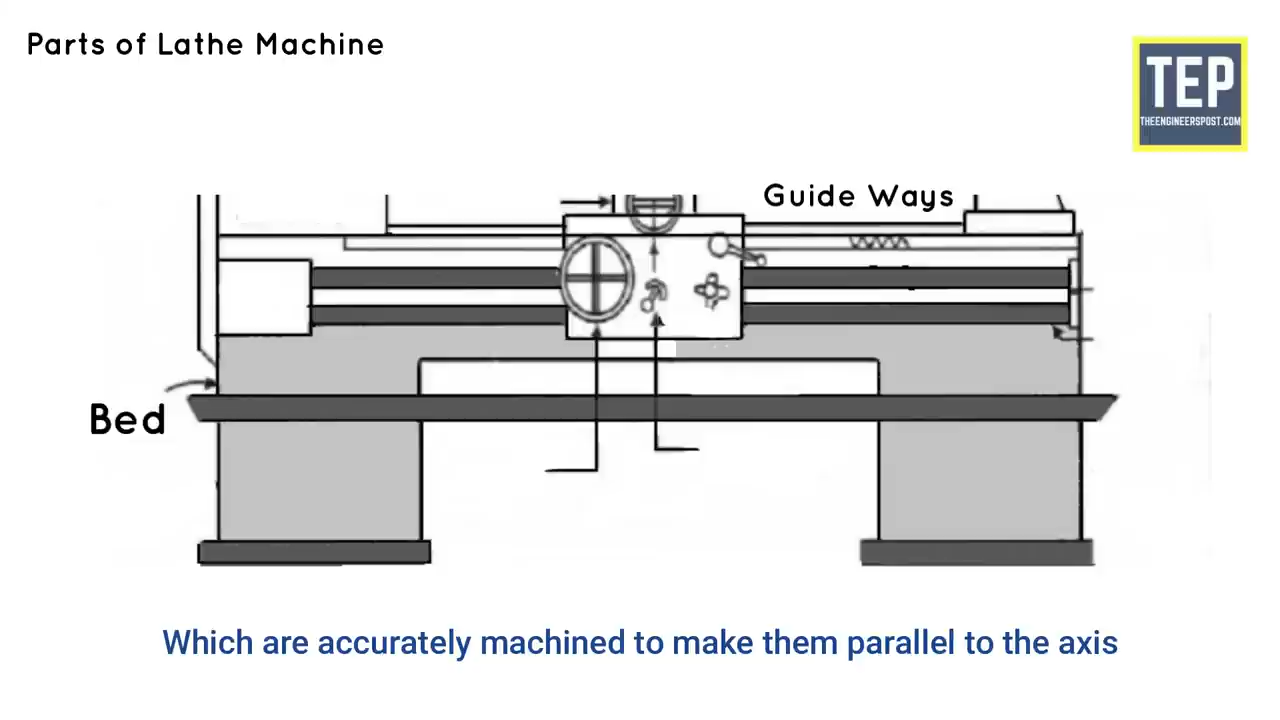 Parts of Lathe Machine
TEP
THEENGINEERSPOST.COM
Guide Ways
Bed
Which are accurately machined to make them parallel to the axis